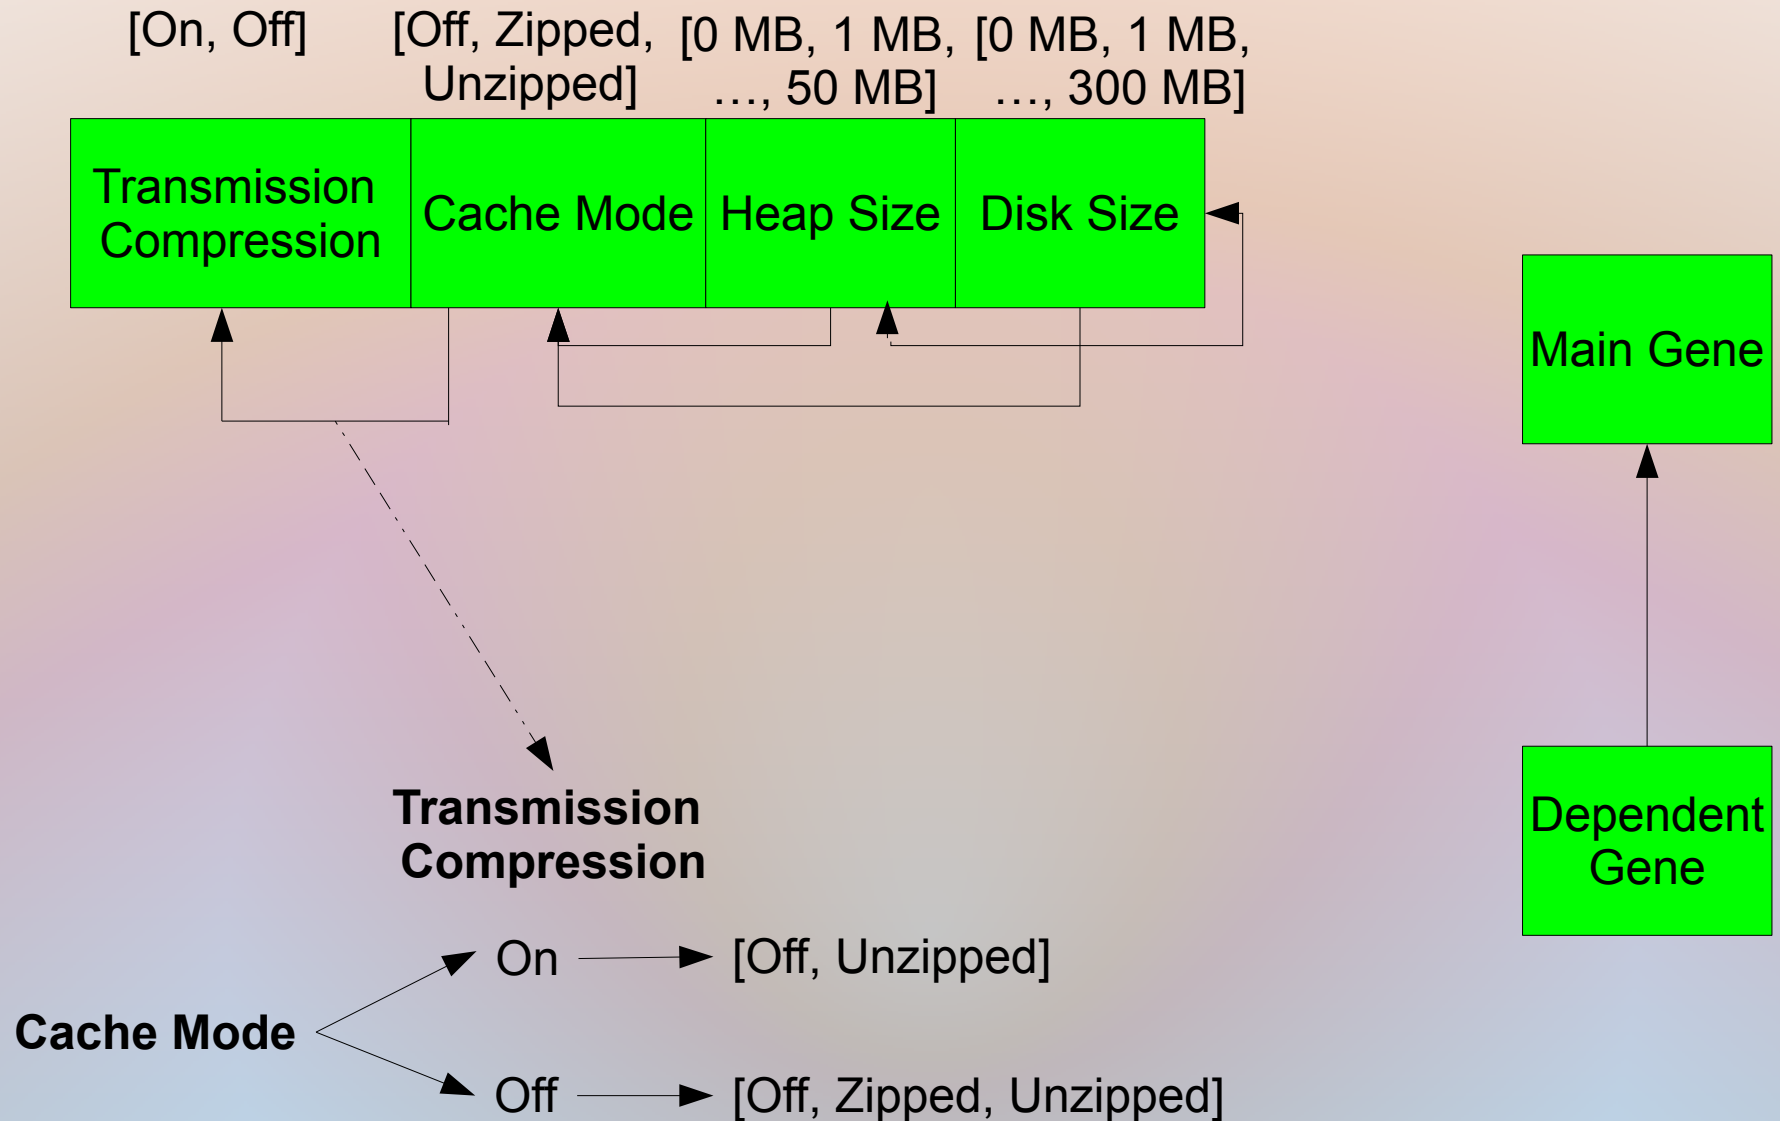 [On, Off]
[Off, Zipped,
Unzipped]
[0 MB, 1 MB,
…, 50 MB]
[0 MB, 1 MB,
…, 300 MB]
Transmission
Compression
Cache Mode
Heap Size
Disk Size
Main Gene
Dependent
Gene
Transmission
Compression
Cache Mode
On
[Off, Unzipped]
Off
[Off, Zipped, Unzipped]